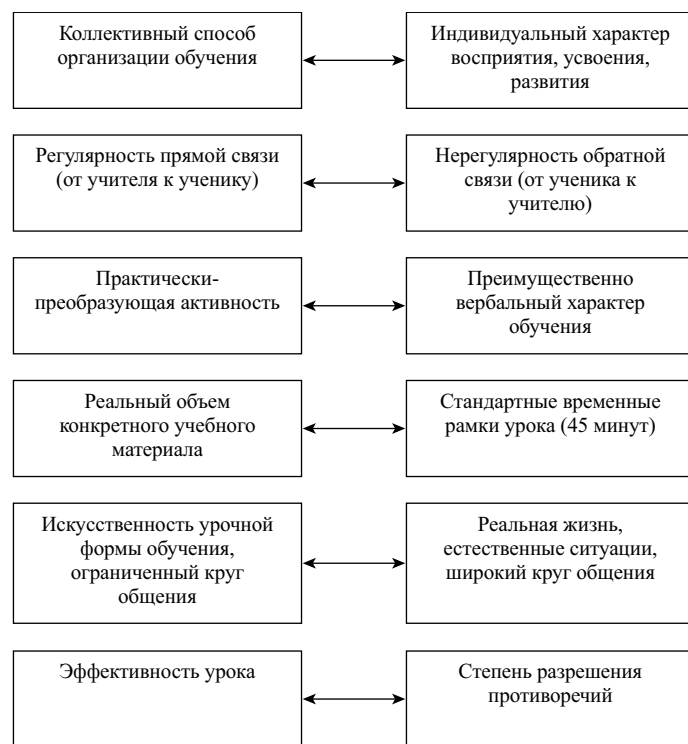 Коллективный способ
организации обучения
Индивидуальный характер
восприятия, усвоения,
развития
Регулярность прямой связи
(от учителя к ученику)
Нерегулярность обратной
связи (от ученика к
учителю)
Практически-
преобразующая активность
Преимущественно
вербальный характер
обучения
Реальный объем
конкретного учебного
материала
Стандартные временные
рамки урока (45 минут)
Искусственность урочной
формы обучения,
ограниченный круг
общения
Реальная жизнь,
естественные ситуации,
широкий круг общения
Эффективность урока
Степень разрешения
противоречий